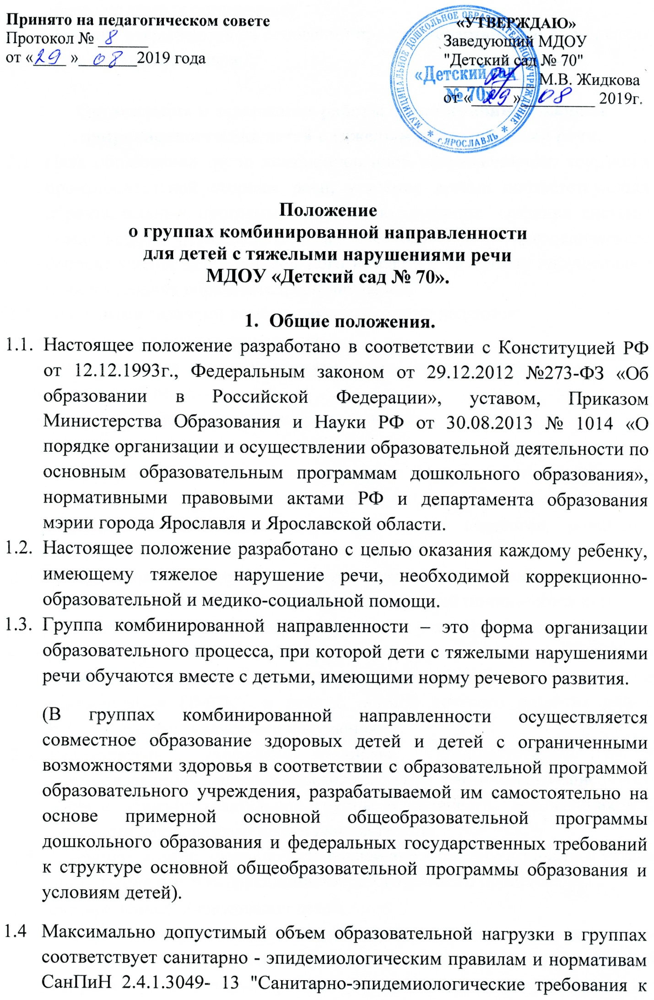 Принято на педагогическом совете
Протокол № 8
от «29» 08 2019 года
«УТВЕРЖДАЮ»
Заведующий МДОУ
"Детский сад № 70"
М.В. Жидкова
от «29» 08 2019г.
МУНИЦИПАЛЬНОЕ ДОШКОЛЬНОЕ ОБРАЗОВАТЕЛЬНОЕ УЧРЕЖДЕНИЕ
* г.ЯРОСЛАВЛЬ *
«Детский сад
№ 70»
Положение
о группах комбинированной направленности
для детей с тяжелыми нарушениями речи
МДОУ «Детский сад № 70».
1. Общие положения.
1.1. Настоящее положение разработано в соответствии с Конституцией РФ
от 12.12.1993г., Федеральным законом от 29.12.2012 №273-ФЗ «Об
образовании в Российской Федерации», уставом, Приказом
Министерства Образования и Науки РФ от 30.08.2013 № 1014 «О
порядке организации и осуществлении образовательной деятельности по
основным образовательным программам дошкольного образования»,
нормативными правовыми актами РФ и департамента образования
мэрии города Ярославля и Ярославской области.
1.2. Настоящее положение разработано с целью оказания каждому ребенку,
имеющему тяжелое нарушение речи, необходимой коррекционно-
образовательной и медико-социальной помощи.
1.3. Группа комбинированной направленности – это форма организации
образовательного процесса, при которой дети с тяжелыми нарушениями
речи обучаются вместе с детьми, имеющими норму речевого развития.
(В группах комбинированной направленности осуществляется
совместное образование здоровых детей и детей с ограниченными
возможностями здоровья в соответствии с образовательной программой
образовательного учреждения, разрабатываемой им самостоятельно на
основе примерной основной общеобразовательной программы
дошкольного образования и федеральных государственных требований
к структуре основной общеобразовательной программы образования и
условиям детей).
1.4 Максимально допустимый объем образовательной нагрузки в группах
соответствует санитарно - эпидемиологическим правилам и нормативам
СанПиН 2.4.1.3049- 13 "Санитарно-эпидемиологические требования к